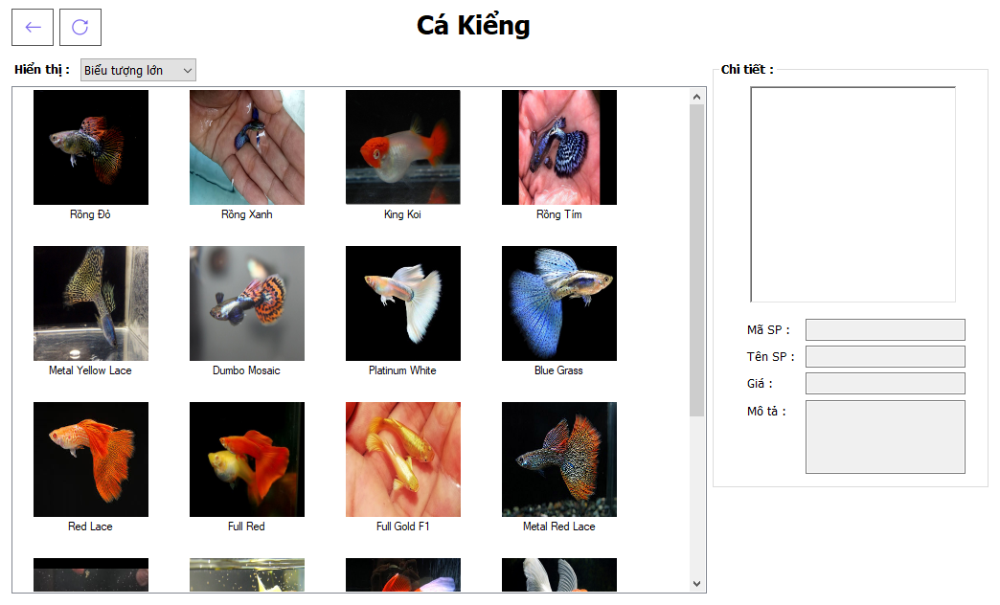 Cá Kiểng
Hiển thị :
Biểu tượng lớn
Rồng Đỏ
Rồng Xanh
King Koi
Rồng Tím
Metal Yellow Lace
Dumbo Mosaic
Platinum White
Blue Grass
Red Lace
Full Red
Full Gold F1
Metal Red Lace
Chi tiết :
Mã SP :
Tên SP :
Giá :
Mô tả :